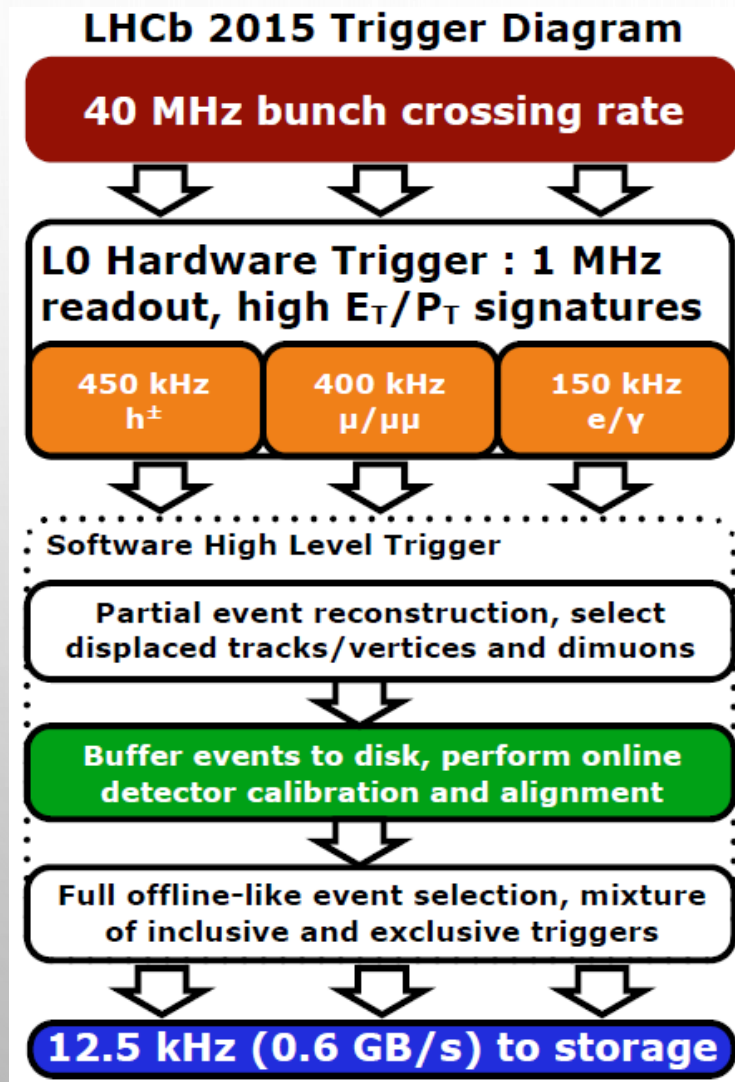 LHCb 2015 Trigger Diagram
40 MHz bunch crossing rate
L0 Hardware Trigger : 1 MHz
readout, high E_T/P_T signatures
450 kHz
h±
400 kHz
μ/μμ
150 kHz
e/γ
Software High Level Trigger
Partial event reconstruction, select
displaced tracks/vertices and dimuons
Buffer events to disk, perform online
detector calibration and alignment
Full offline-like event selection, mixture
of inclusive and exclusive triggers
12.5 kHz (0.6 GB/s) to storage